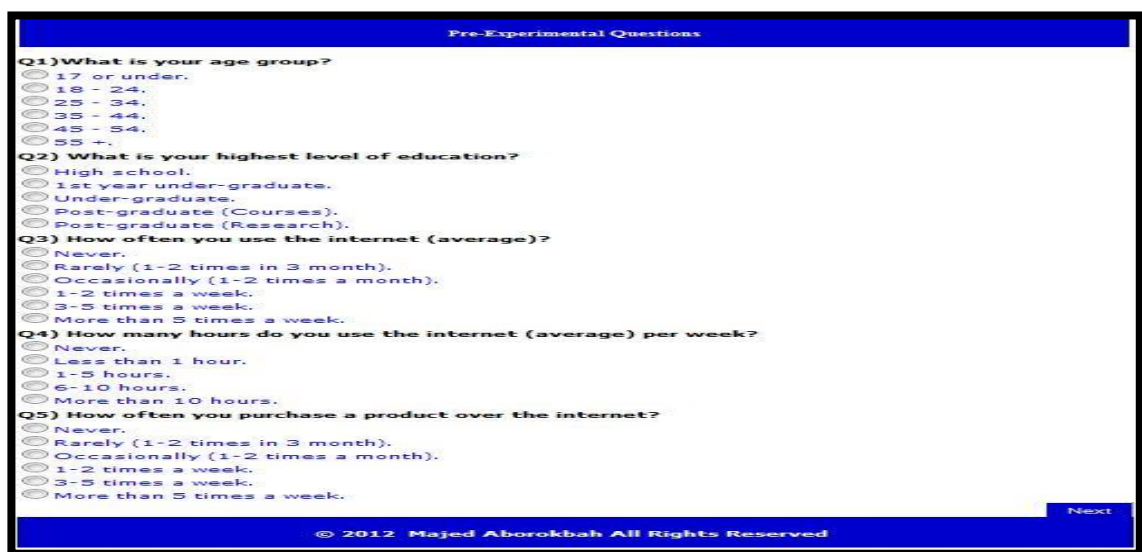 Pre-Experimental Questions
Q1)What is your age group?
17 or under.
18 - 24.
25 - 34.
35 - 44.
45 - 54.
55 +.
Q2) What is your highest level of education?
High school.
1st year under-graduate.
Under-graduate.
Post-graduate (Courses).
Post-graduate (Research).
Q3) How often you use the internet (average)?
Never.
Rarely (1-2 times in 3 month).
Occasionally (1-2 times a month).
1-2 times a week.
3-5 times a week.
More than 5 times a week.
Q4) How many hours do you use the internet (average) per week?
Never.
Less than 1 hour.
1-5 hours.
6-10 hours.
More than 10 hours.
Q5) How often you purchase a product over the internet?
Never.
Rarely (1-2 times in 3 month).
Occasionally (1-2 times a month).
1-2 times a week.
3-5 times a week.
More than 5 times a week.
Next
© 2012 Majed Aborokbah All Rights Reserved